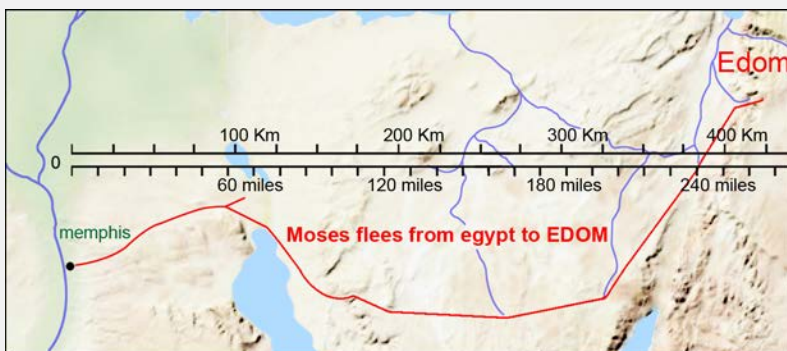 Edom
100 Km 200 Km 300 Km 400 Km
0
60 miles 120 miles 180 miles 240 miles
memphis
Moses flees from egypt to EDOM